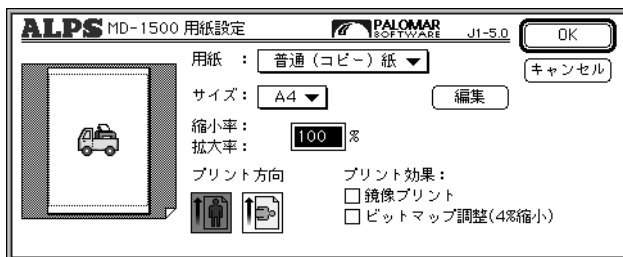 ALPS MD-1500 用紙設定 PALOMAR SOFTWARE J1-5.0
OK
用紙 : 普通 (コピー) 紙 ▼
キャンセル
サイズ: A4 ▼ 編集
縮小率:
拡大率: 100 %
プリント方向 プリント効果:
鏡像プリント
ビットマップ調整(4%縮小)